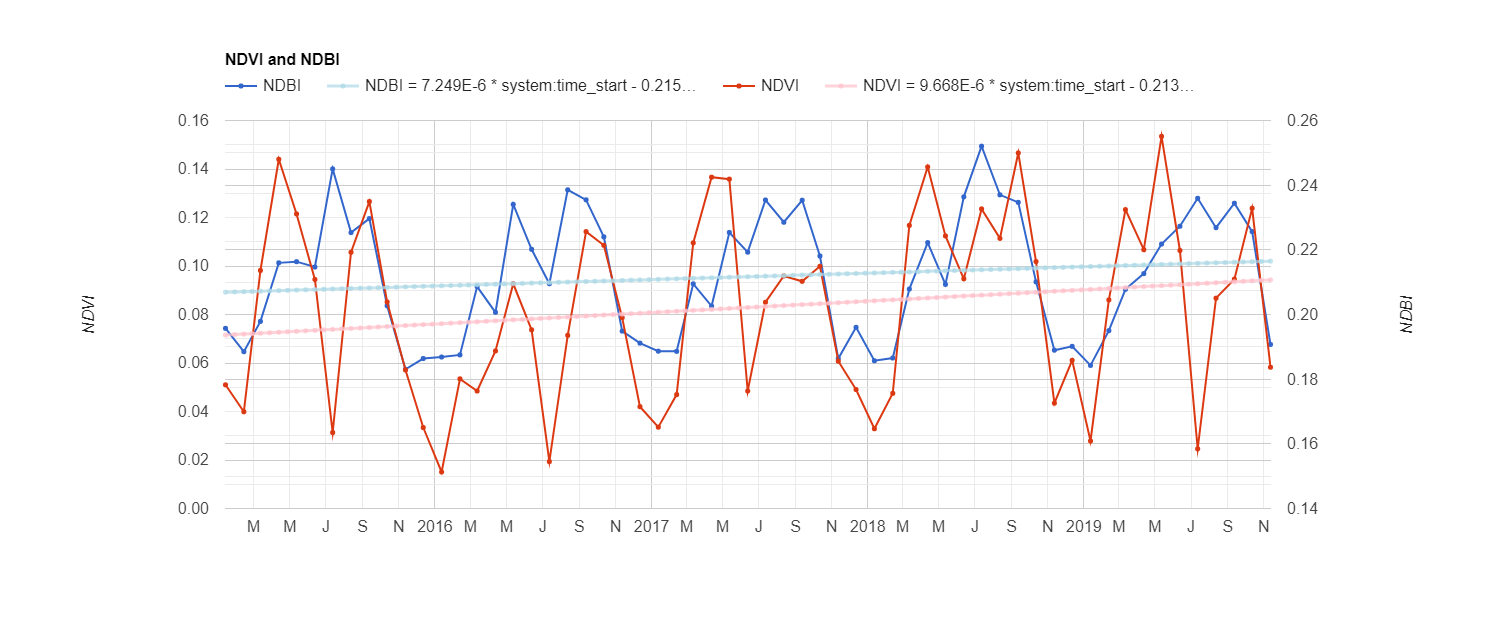 NDVI and NDBI
NDBI NDBI = 7.249E-6 * system:time_start - 0.215… NDVI NDVI = 9.668E-6 * system:time_start - 0.213…
0.16 0.26
0.14
0.24
0.12
0.22
0.10
0.08 0.20
0.06
0.18
0.04
0.16
0.02
0.00 0.14
NDVI
NDBI
M M J S N 2016 M M J S N 2017 M M J S N 2018 M M J S N 2019 M M J S N